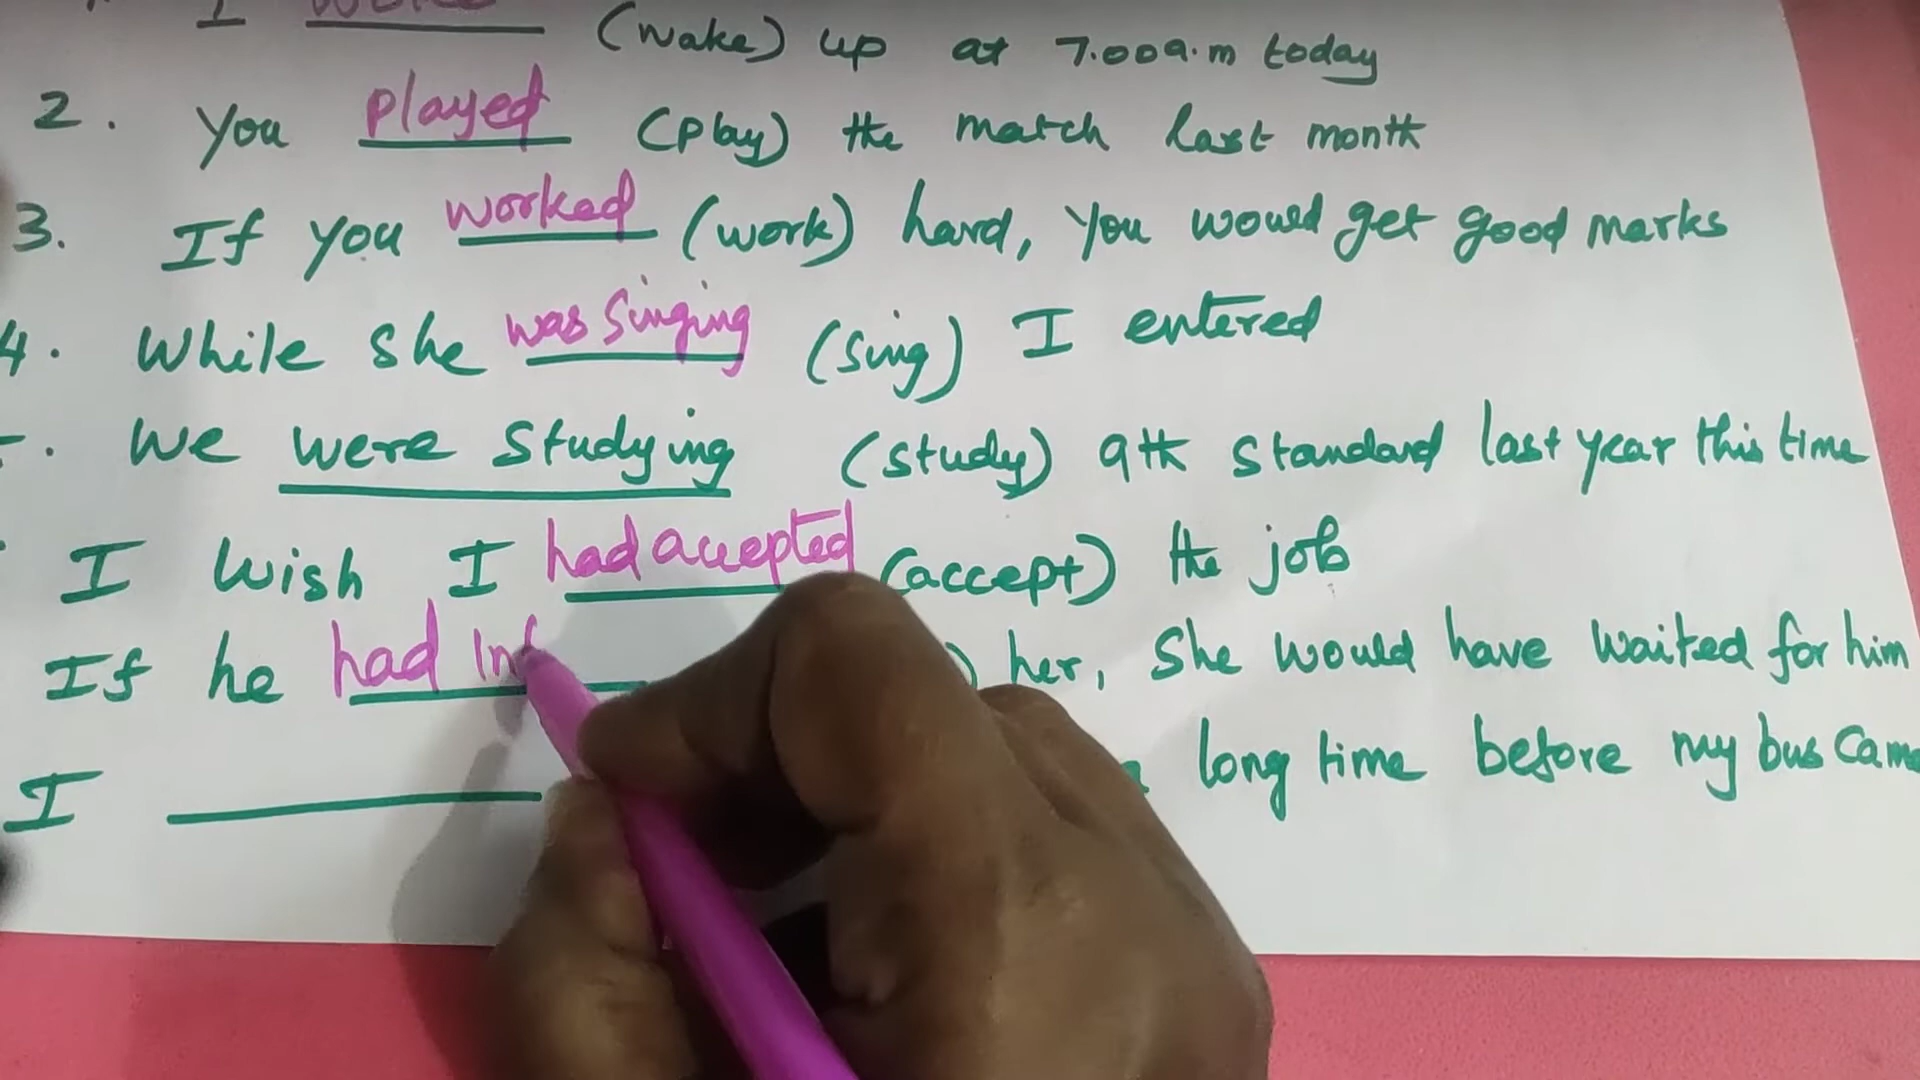 I woke (wake) up at 7.00a.m today
2. You played (play) the match last month
3. If you worked (work) hard, you would get good marks
4. While she was singing (sing) I entered
. We were studying (study) 9th standard last year this time
I wish I had accepted (accept) the job
If he had inf ) her, She would have waited for him
I long time before my bus came